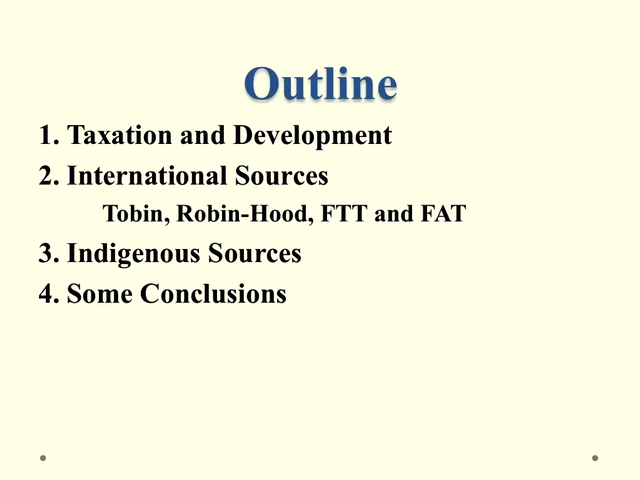 Outline
1. Taxation and Development
2. International Sources
Tobin, Robin-Hood, FTT and FAT
3. Indigenous Sources
4. Some Conclusions